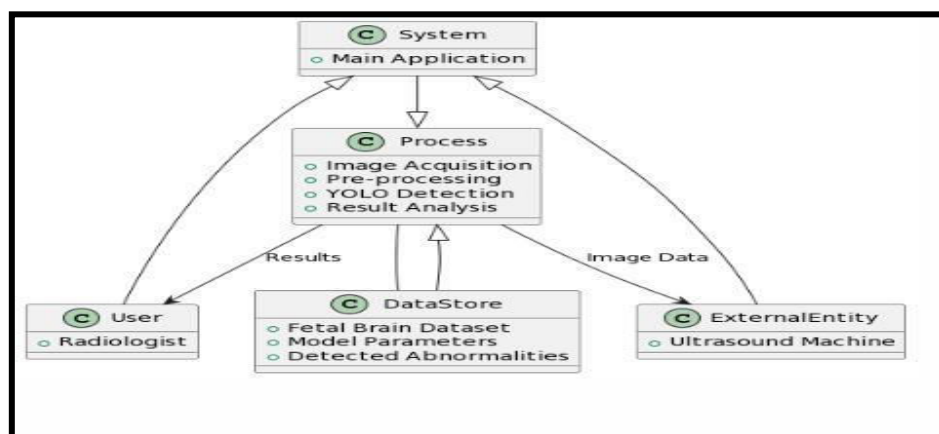 C System
Main Application
C Process
Image Acquisition
Pre-processing
YOLO Detection
Result Analysis
Results
Image Data
C User
Radiologist
C DataStore
Fetal Brain Dataset
Model Parameters
Detected Abnormalities
C ExternalEntity
Ultrasound Machine